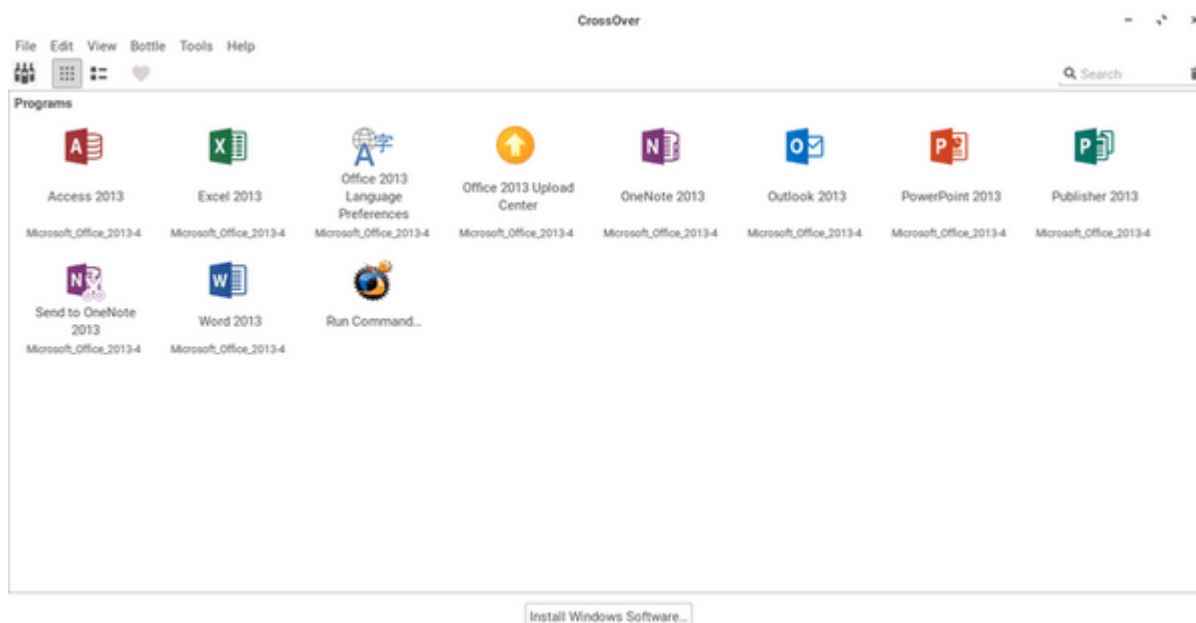 CrossOver
File Edit View Bottle Tools Help
Search
Programs
Access 2013
Microsoft_Office_2013-4
Excel 2013
Microsoft_Office_2013-4
Office 2013
Language
Preferences
Microsoft_Office_2013-4
Office 2013 Upload
Center
Microsoft_Office_2013-4
OneNote 2013
Microsoft_Office_2013-4
Outlook 2013
Microsoft_Office_2013-4
PowerPoint 2013
Microsoft_Office_2013-4
Publisher 2013
Microsoft_Office_2013-4
Send to OneNote
2013
Microsoft_Office_2013-4
Word 2013
Microsoft_Office_2013-4
Run Command...
Install Windows Software...